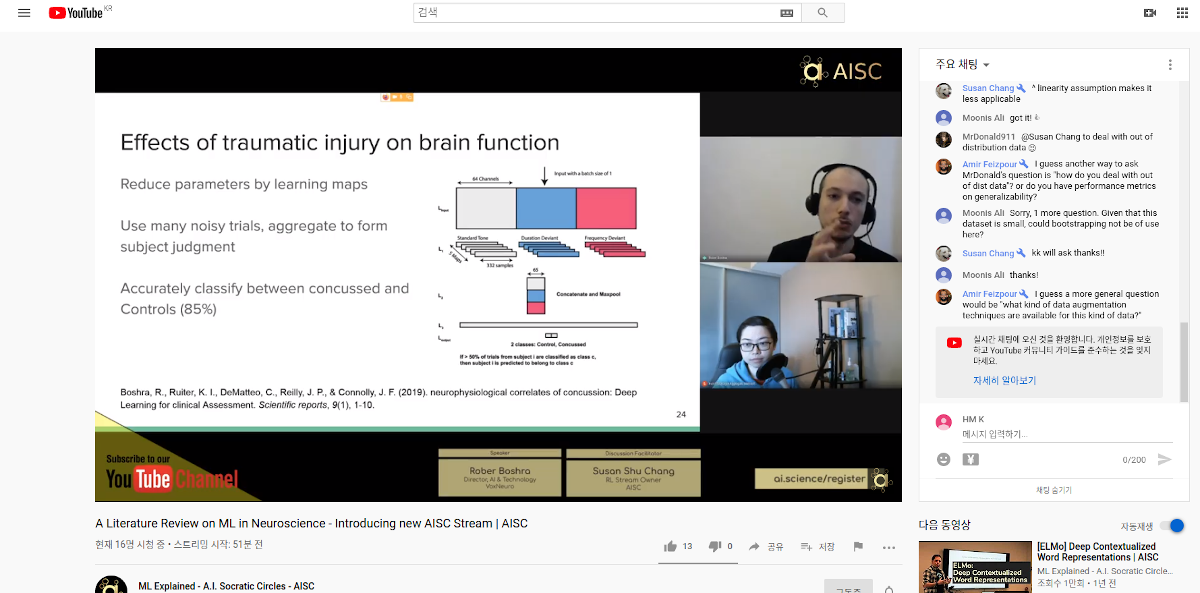 YouTube KR
검색
AISC
Effects of traumatic injury on brain function
Reduce parameters by learning maps
Use many noisy trials, aggregate to form
subject judgment
Accurately classify between concussed and
Controls (85%)
64 Channels
Input with a batch size of 1
L input
Standard Tone
Duration Deviant
Frequency Deviant
L₁
5 Maps
332 samples
65
L₂
Concatenate and Maxpool
L output
2 classes: Control, Concussed
If > 50% of trials from subject i are classified as class c,
then subject i is predicted to belong to class c
Boshra, R., Ruiter, K. I., DeMatteo, C., Reilly, J. P., & Connolly, J. F. (2019). neurophysiological correlates of concussion: Deep
Learning for clinical Assessment. Scientific reports, 9(1), 1-10.
24
Subscribe to our
YouTube Channel
Speaker
Rober Boshra
Director, AI & Technology
VoxNeuro
Discussion Facilitator
Susan Shu Chang
RL Stream Owner
AISC
ai.science/register
A Literature Review on ML in Neuroscience - Introducing new AISC Stream | AISC
현재 16명 시청 중 • 스트리밍 시작: 51분 전
13
0
공유
저장
ML Explained - A.I. Socratic Circles - AISC
주요 채팅
Susan Chang ^ linearity assumption makes it
less applicable
Moonis Ali got it!
MrDonald911 @Susan Chang to deal with out of
distribution data
Amir Feizpour I guess another way to ask
MrDonald's question is "how do you deal with out
of dist data"? or do you have performance metrics
on generalizability?
Moonis Ali Sorry, 1 more question. Given that this
dataset is small, could bootstrapping not be of use
here?
Susan Chang kk will ask thanks!!
Moonis Ali thanks!
Amir Feizpour I guess a more general question
would be "what kind of data augmentation
techniques are available for this kind of data?"
실시간 채팅에 오신 것을 환영합니다. 개인정보를 보호
하고 YouTube 커뮤니티 가이드를 준수하는 것을 잊지
마세요.
자세히 알아보기
HM K
메시지 입력하기...
0/200
채팅 숨기기
다음 동영상
자동재생
ELMo:
Deep Contextualized
Word Representations
[ELMo] Deep Contextualized
Word Representations | AISC
ML Explained - A.I. Socratic Circle...
조회수 1만회 • 1년 전